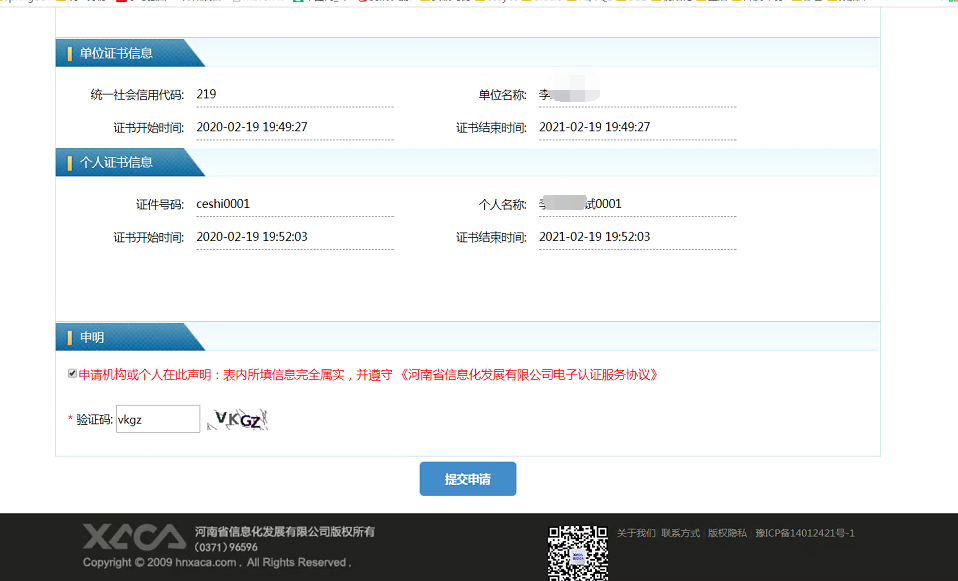 单位证书信息
统一社会信用代码: 219 单位名称: 李
证书开始时间: 2020-02-19 19:49:27 证书结束时间: 2021-02-19 19:49:27
个人证书信息
证件号码: ceshi0001 个人名称: 试0001
证书开始时间: 2020-02-19 19:52:03 证书结束时间: 2021-02-19 19:52:03
申明
申请机构或个人在此声明：表内所填信息完全属实，并遵守《河南省信息化发展有限公司电子认证服务协议》
* 验证码: vkgz VKGZ
提交申请
XACA 河南省信息化发展有限公司版权所有
(0371) 96596
Copyright © 2009 hnxaca.com . All Rights Reserved .
关于我们 联系方式 版权隐私 豫ICP备14012421号-1